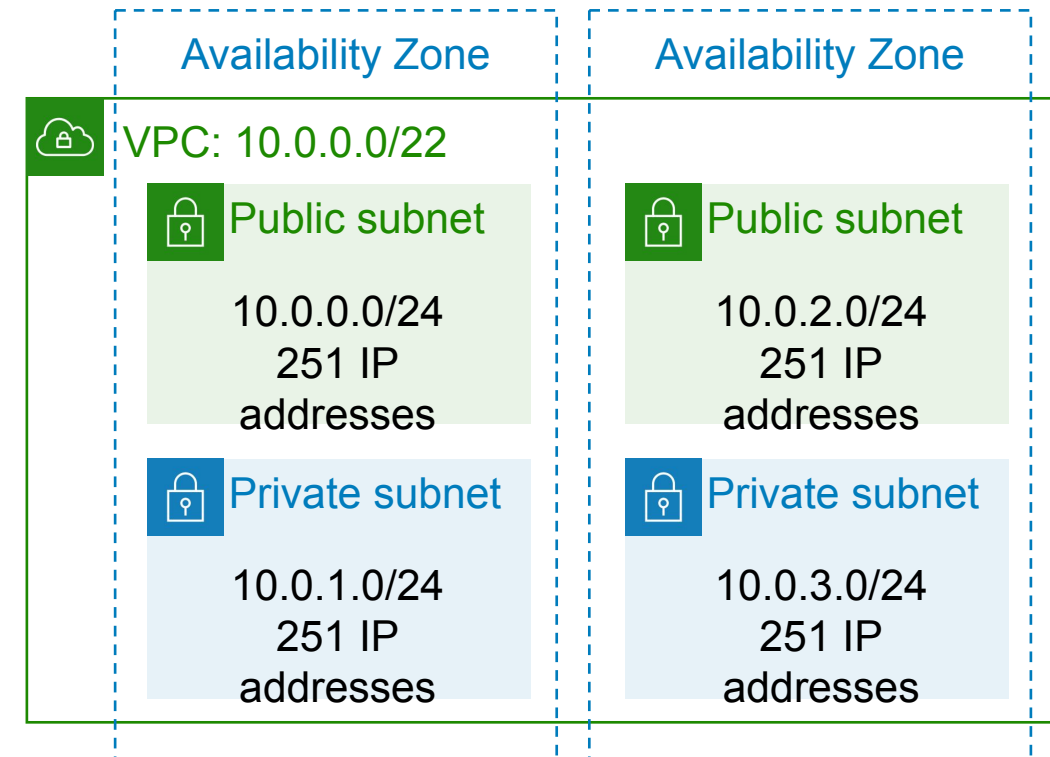 Availability Zone
Availability Zone
VPC: 10.0.0.0/22
Public subnet
10.0.0.0/24
251 IP
addresses
Public subnet
10.0.2.0/24
251 IP
addresses
Private subnet
10.0.1.0/24
251 IP
addresses
Private subnet
10.0.3.0/24
251 IP
addresses